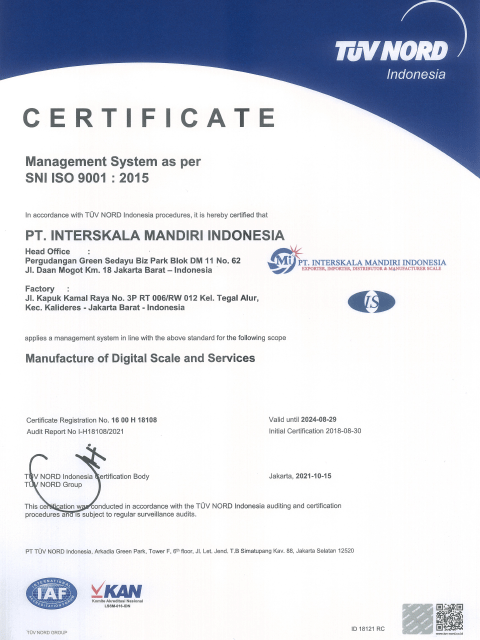 TÜV NORD
Indonesia
CERTIFICATE
Management System as per
SNI ISO 9001 : 2015
In accordance with TÜV NORD Indonesia procedures, it is hereby certified that
PT. INTERSKALA MANDIRI INDONESIA
Head Office :
Pergudangan Green Sedayu Biz Park Blok DM 11 No. 62
Jl. Daan Mogot Km. 18 Jakarta Barat – Indonesia
Mi PT. INTERSKALA MANDIRI INDONESIA
EXPORTER, IMPORTER, DISTRIBUTOR & MANUFACTURER SCALE
Factory :
Jl. Kapuk Kamal Raya No. 3P RT 006/RW 012 Kel. Tegal Alur,
Kec. Kalideres - Jakarta Barat - Indonesia
IS
applies a management system in line with the above standard for the following scope
Manufacture of Digital Scale and Services
Certificate Registration No. 16 00 H 18108
Audit Report No I-H18108/2021
Valid until 2024-08-29
Initial Certification 2018-08-30
TÜV NORD Indonesia Certification Body
TÜV NORD Group
Jakarta, 2021-10-15
This certification was conducted in accordance with the TÜV NORD Indonesia auditing and certification
procedures and is subject to regular surveillance audits.
PT TÜV NORD Indonesia, Arkadia Green Park, Tower F, 6th floor, Jl. Let. Jend. T.B Simatupang Kav. 88, Jakarta Selatan 12520
IAF
KAN
Komite Akreditasi Nasional
LSSM-016-IDN
TÜV NORD GROUP
ID 18121 RC